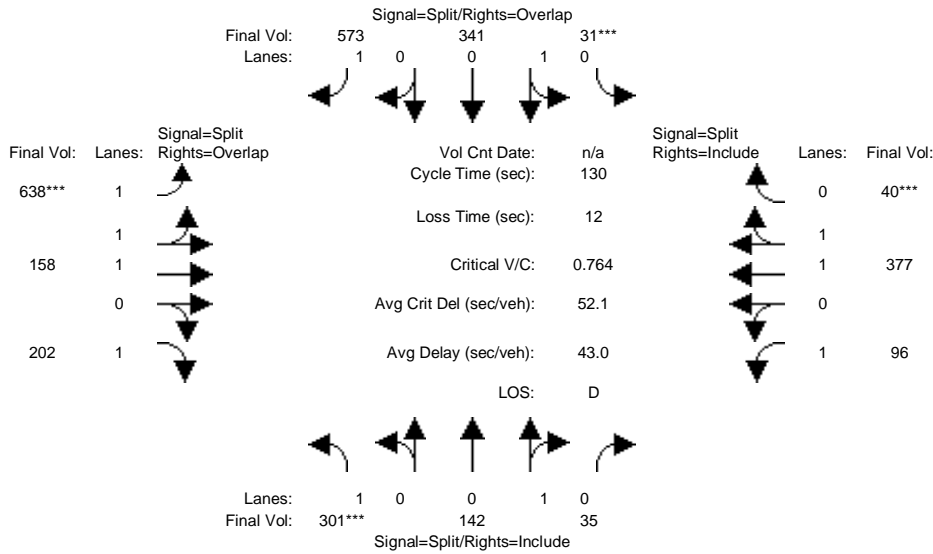 Signal=Split/Rights=Overlap
Final Vol: 573 341 31***
Lanes: 1 0 0 1 0
Signal=Split Signal=Split
Final Vol: Lanes: Rights=Overlap Vol Cnt Date: n/a Rights=Include Lanes: Final Vol:
Cycle Time (sec): 130
638*** 1 0 40***
Loss Time (sec): 12
1 1
158 1 Critical V/C: 0.764 1 377
0 Avg Crit Del (sec/veh): 52.1 0
202 1 Avg Delay (sec/veh): 43.0 1 96
LOS: D
Lanes: 1 0 0 1 0
Final Vol: 301*** 142 35
Signal=Split/Rights=Include